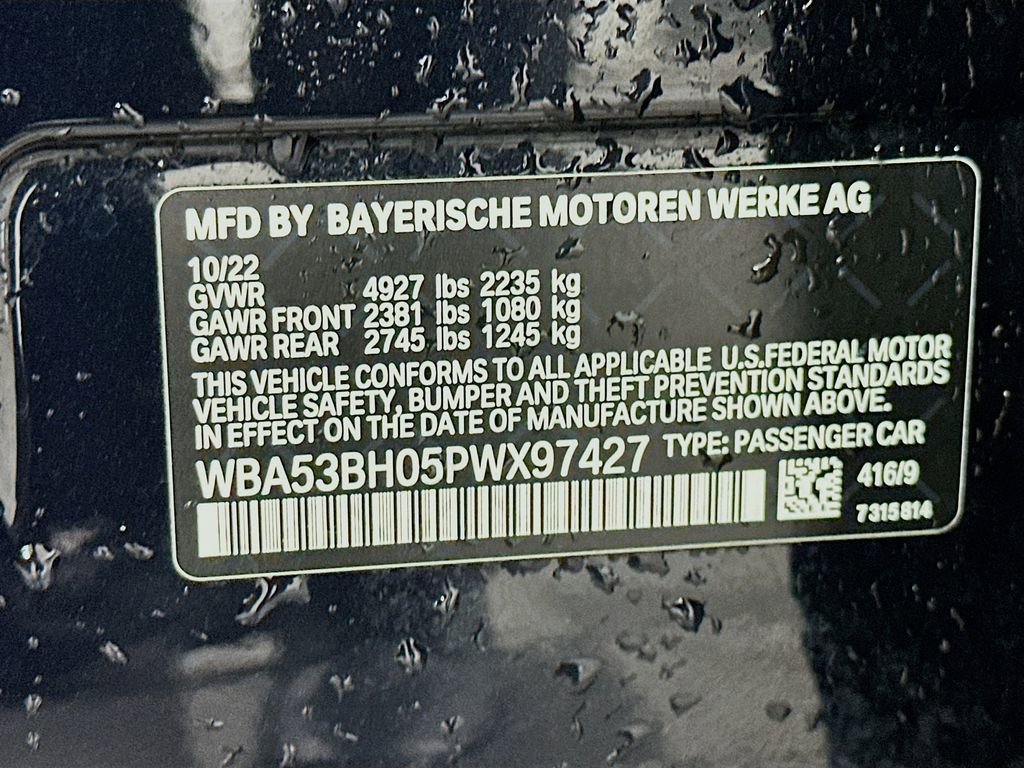 MFD BY BAYERISCHE MOTOREN WERKE AG
10/22
GVWR 4927 lbs 2235 kg
GAWR FRONT 2381 lbs 1080 kg
GAWR REAR 2745 lbs 1245 kg
THIS VEHICLE CONFORMS TO ALL APPLICABLE U.S.FEDERAL MOTOR
VEHICLE SAFETY, BUMPER AND THEFT PREVENTION STANDARDS
IN EFFECT ON THE DATE OF MANUFACTURE SHOWN ABOVE.
WBA53BH05PWX97427 TYPE: PASSENGER CAR
416/9
7315814